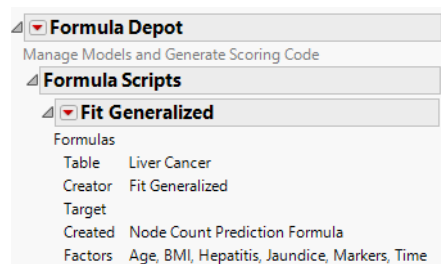 Formula Depot
Manage Models and Generate Scoring Code
Formula Scripts
Fit Generalized
Formulas
Table Liver Cancer
Creator Fit Generalized
Target
Created Node Count Prediction Formula
Factors Age, BMI, Hepatitis, Jaundice, Markers, Time